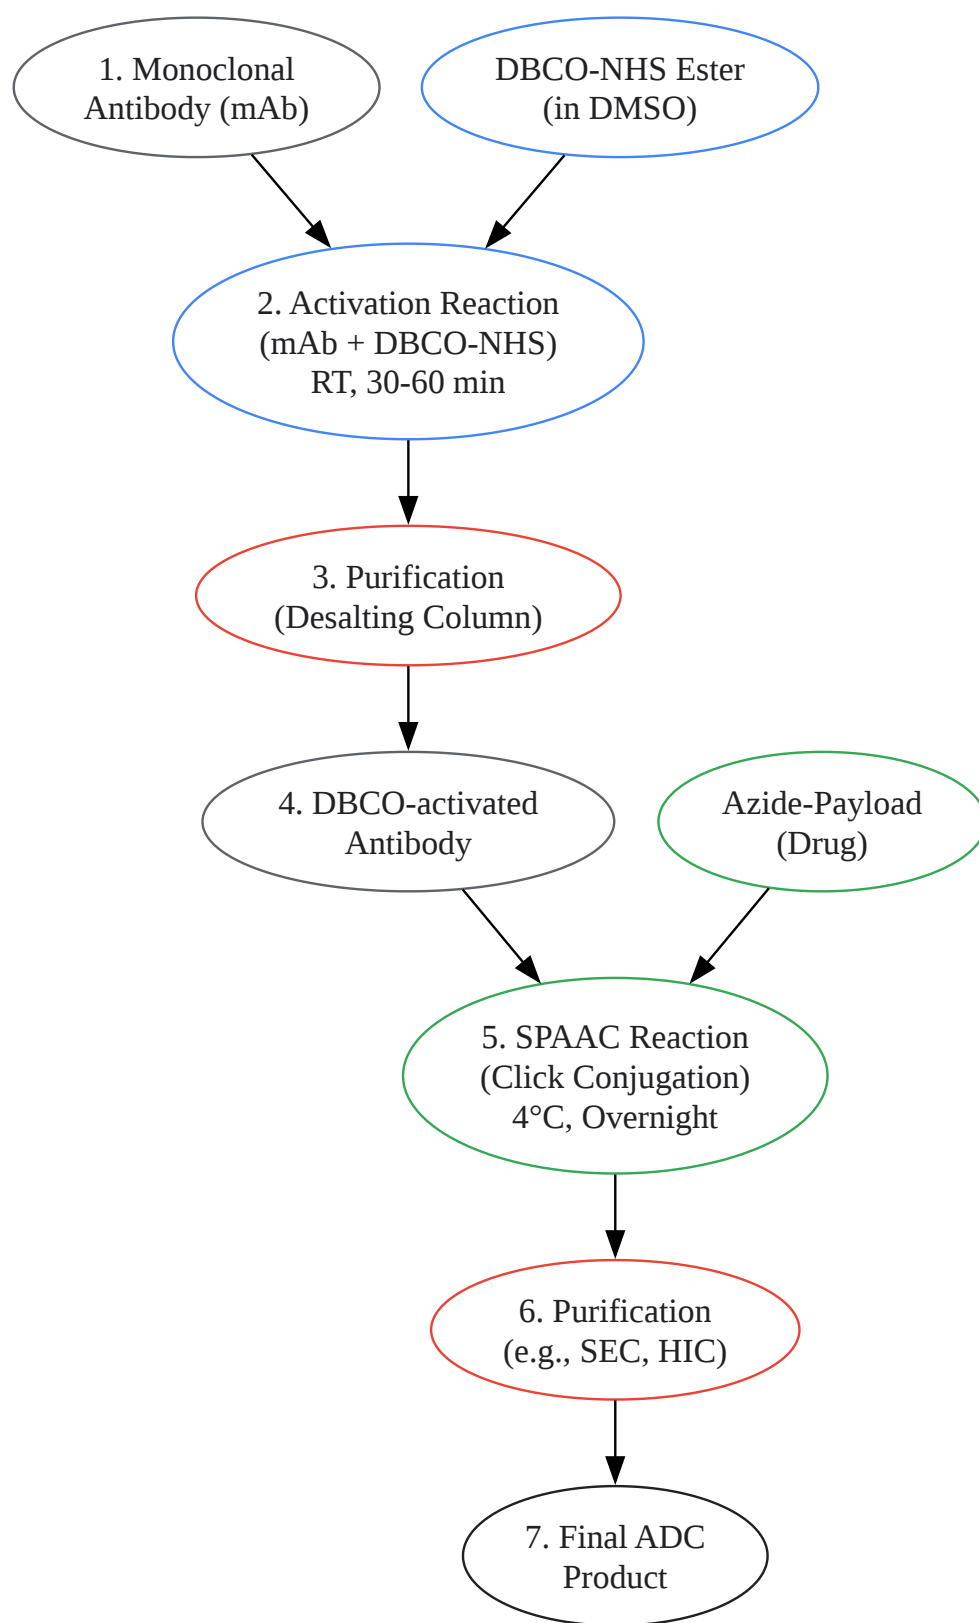 1. Monoclonal
Antibody (mAb)
DBCO-NHS Ester
(in DMSO)
2. Activation Reaction
(mAb + DBCO-NHS)
RT, 30-60 min
3. Purification
(Desalting Column)
4. DBCO-activated
Antibody
Azide-Payload
(Drug)
5. SPAAC Reaction
(Click Conjugation)
4°C, Overnight
6. Purification
(e.g., SEC, HIC)
7. Final ADC
Product